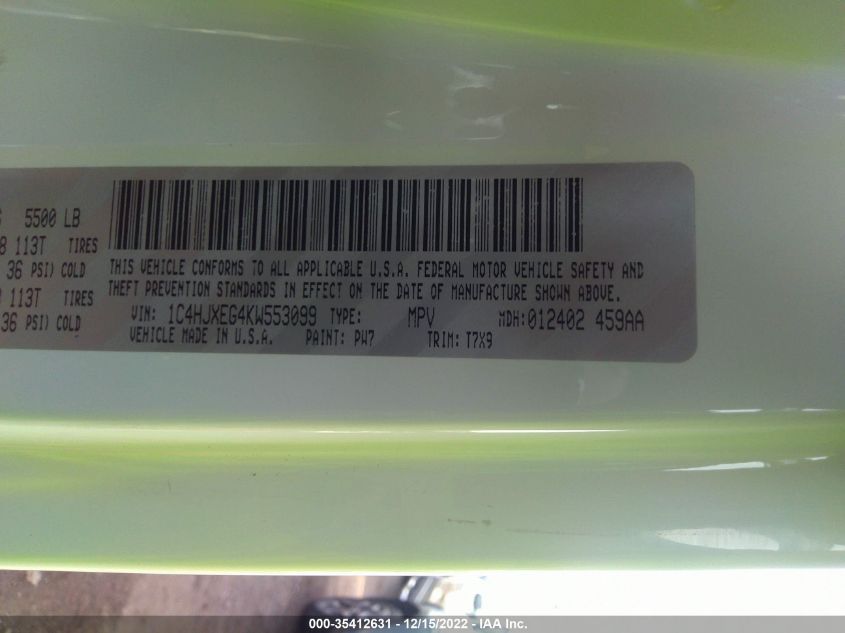 5500 LB
113T TIRES
36 PSI) COLD
113T TIRES
36 PSI) COLD
THIS VEHICLE CONFORMS TO ALL APPLICABLE U.S.A. FEDERAL MOTOR VEHICLE SAFETY AND
THEFT PREVENTION STANDARDS IN EFFECT ON THE DATE OF MANUFACTURE SHOWN ABOVE.
VIN: 1C4HJXEG4KW553099 TYPE: MPV MDH:012402 459AA
VEHICLE MADE IN U.S.A. PAINT: PW7 TRIM: T7X9
000-35412631 - 12/15/2022 - IAA Inc.